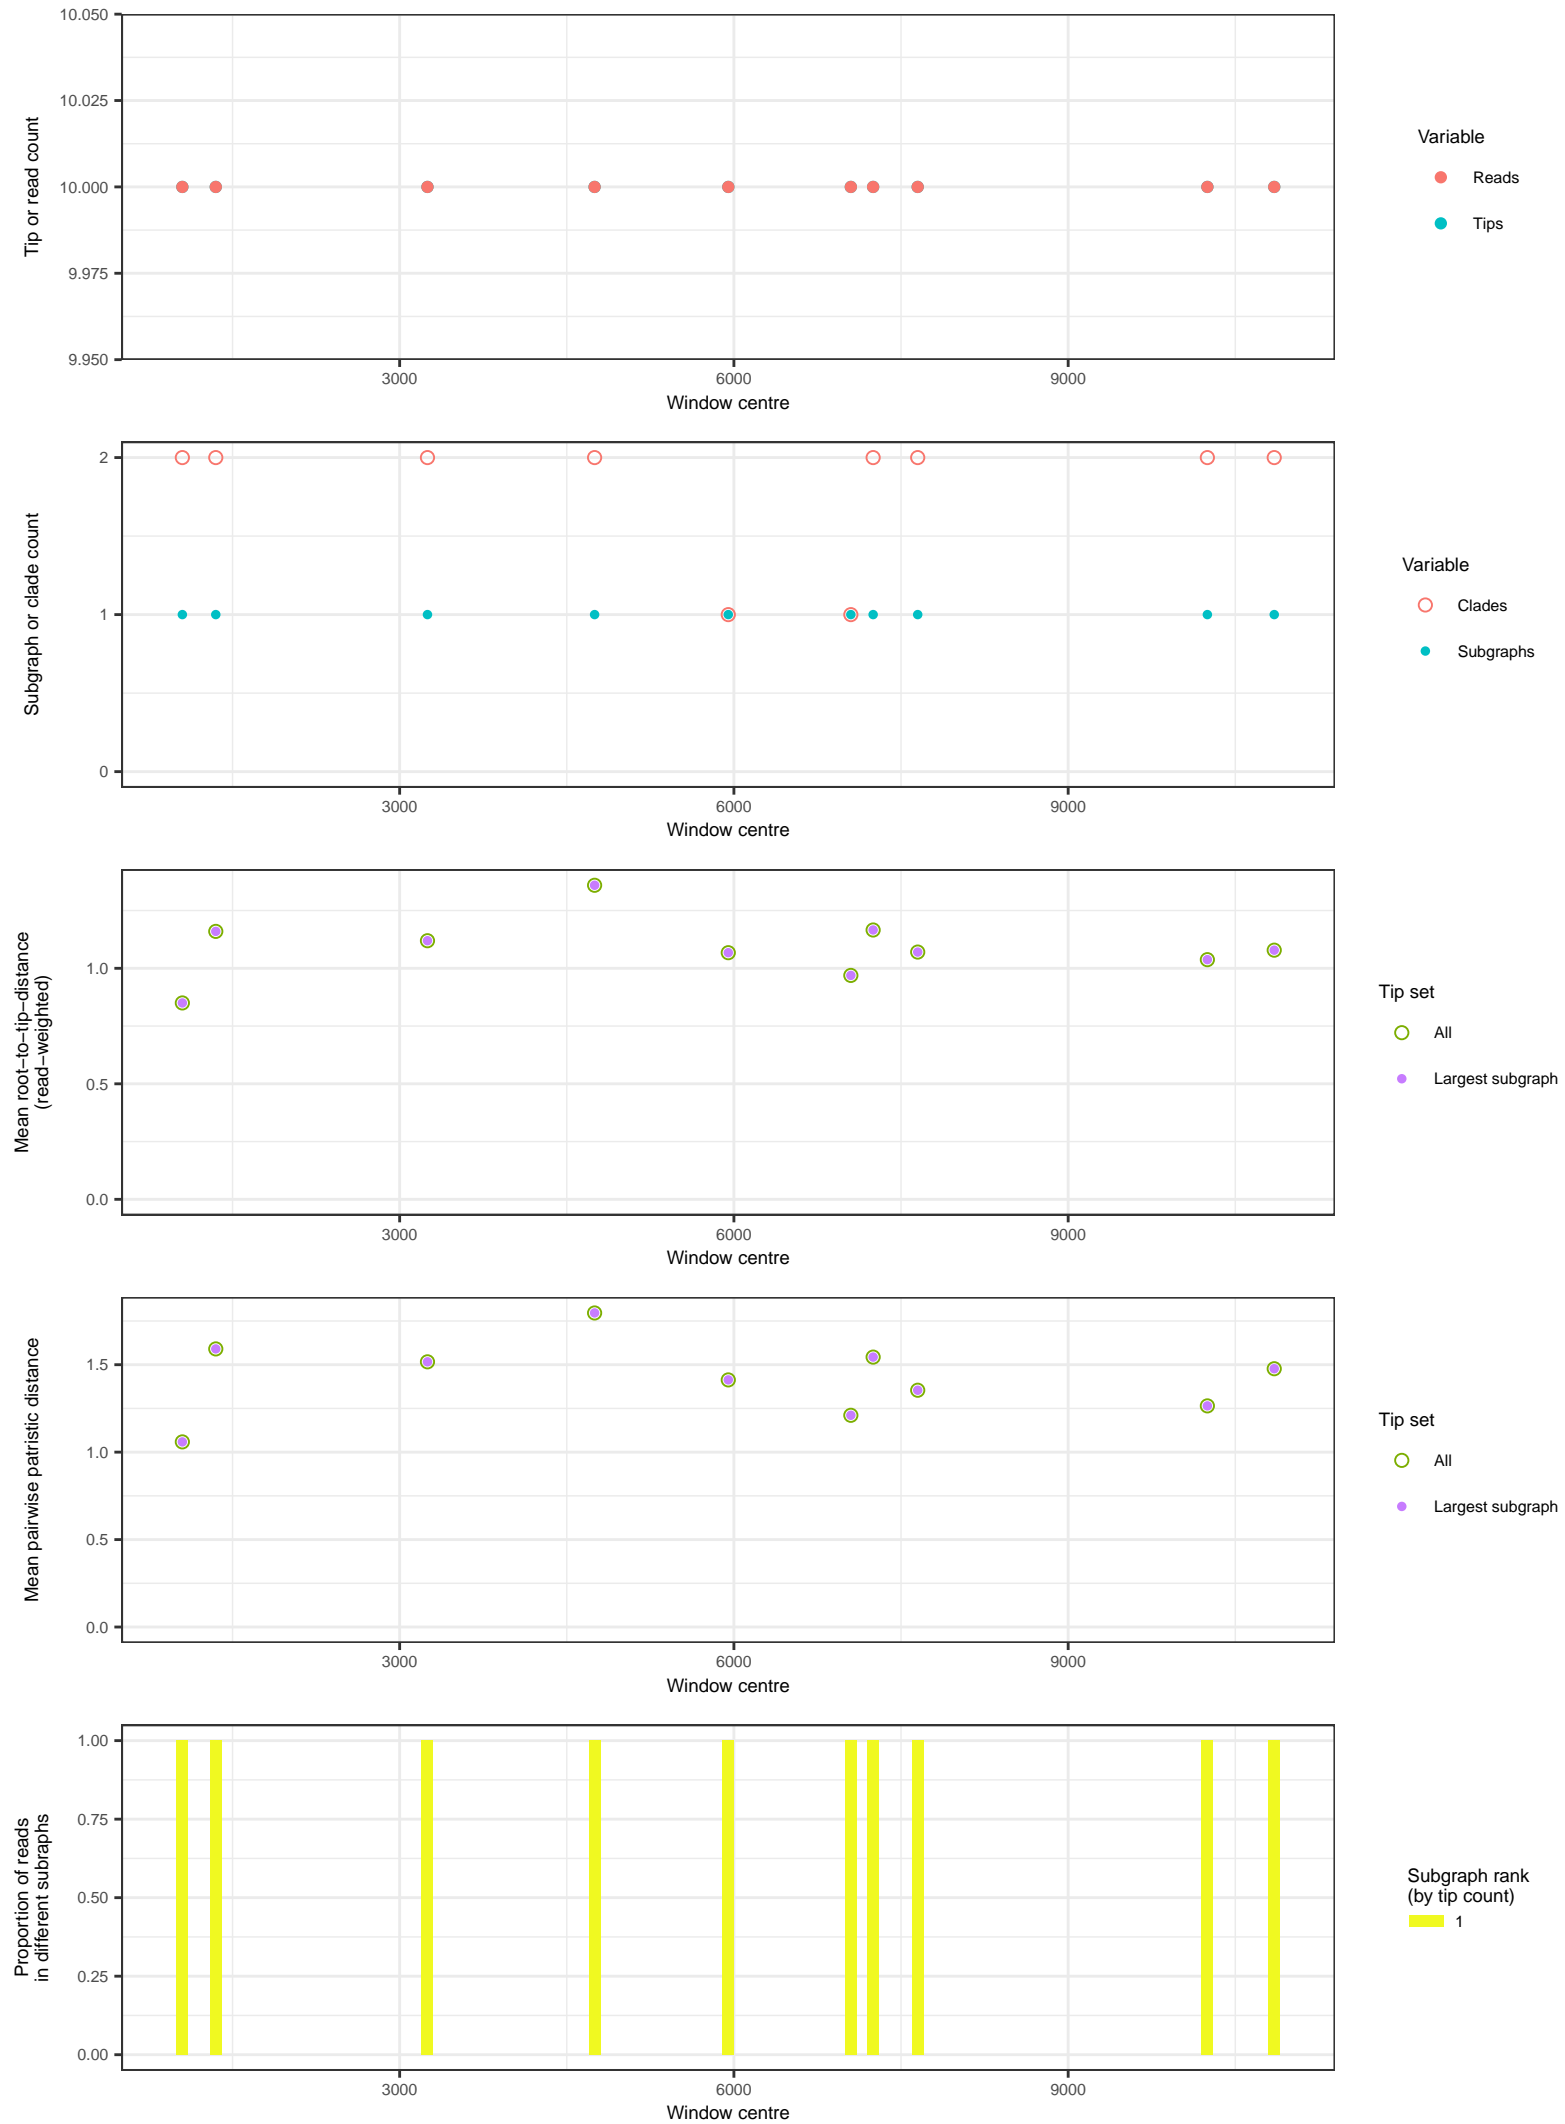 10.050
10.025
10.000
9.975
9.950
Tip or read count
3000
6000
9000
Window centre
Variable
Reads
Tips
2
1
0
Subgraph or clade count
3000
6000
9000
Window centre
Variable
Clades
Subgraphs
1.0
0.5
0.0
Mean root−to−tip−distance
(read−weighted)
3000
6000
9000
Window centre
Tip set
All
Largest subgraph
1.5
1.0
0.5
0.0
Mean pairwise patristic distance
3000
6000
9000
Window centre
Tip set
All
Largest subgraph
1.00
0.75
0.50
0.25
0.00
Proportion of reads
in different subraphs
3000
6000
9000
Window centre
Subgraph rank
(by tip count)
1